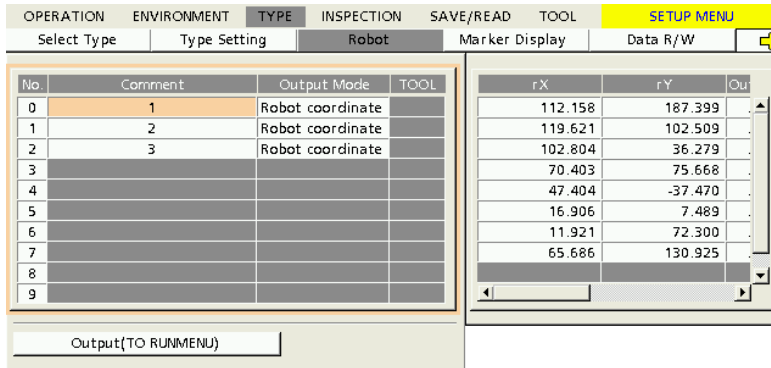 OPERATION ENVIRONMENT TYPE INSPECTION SAVE/READ TOOL SETUP MENU
Select Type Type Setting Robot Marker Display Data R/W
No. Comment Output Mode TOOL rX rY Ou
0 1 Robot coordinate 112.158 187.399
1 2 Robot coordinate 119.621 102.509
2 3 Robot coordinate 102.804 36.279
3 70.403 75.668
4 47.404 -37.470
5 16.906 7.489
6 11.921 72.300
7 65.686 130.925
8
9
Output(TO RUNMENU)